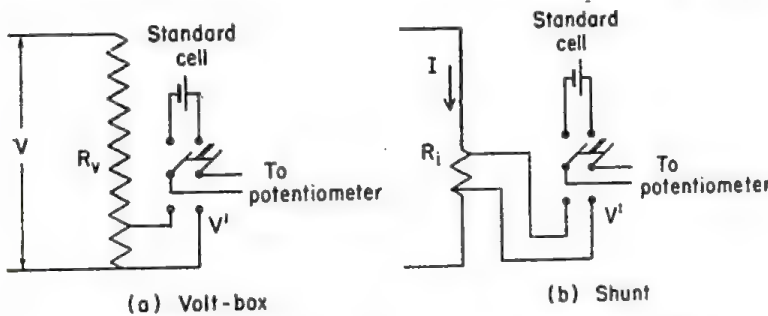 Standard
cell
V
R_v
To
potentiometer
V'
(a) Volt-box
Standard
cell
I
R_i
To
potentiometer
V'
(b) Shunt